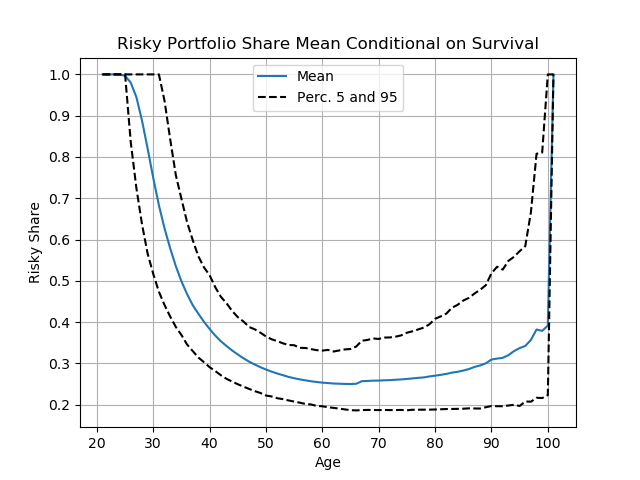 Risky Portfolio Share Mean Conditional on Survival
Mean
Perc. 5 and 95
Risky Share
1.0
0.9
0.8
0.7
0.6
0.5
0.4
0.3
0.2
20 30 40 50 60 70 80 90 100
Age